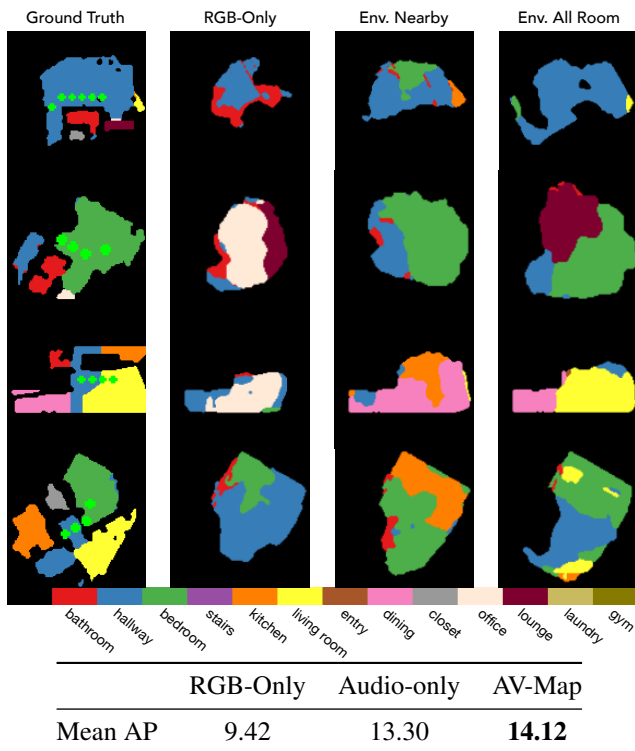 Ground Truth RGB-Only Env. Nearby Env. All Room
bathroom hallway bedroom stairs kitchen living room entry dining closet office lounge laundry gym
RGB-Only Audio-only AV-Map
Mean AP 9.42 13.30 14.12